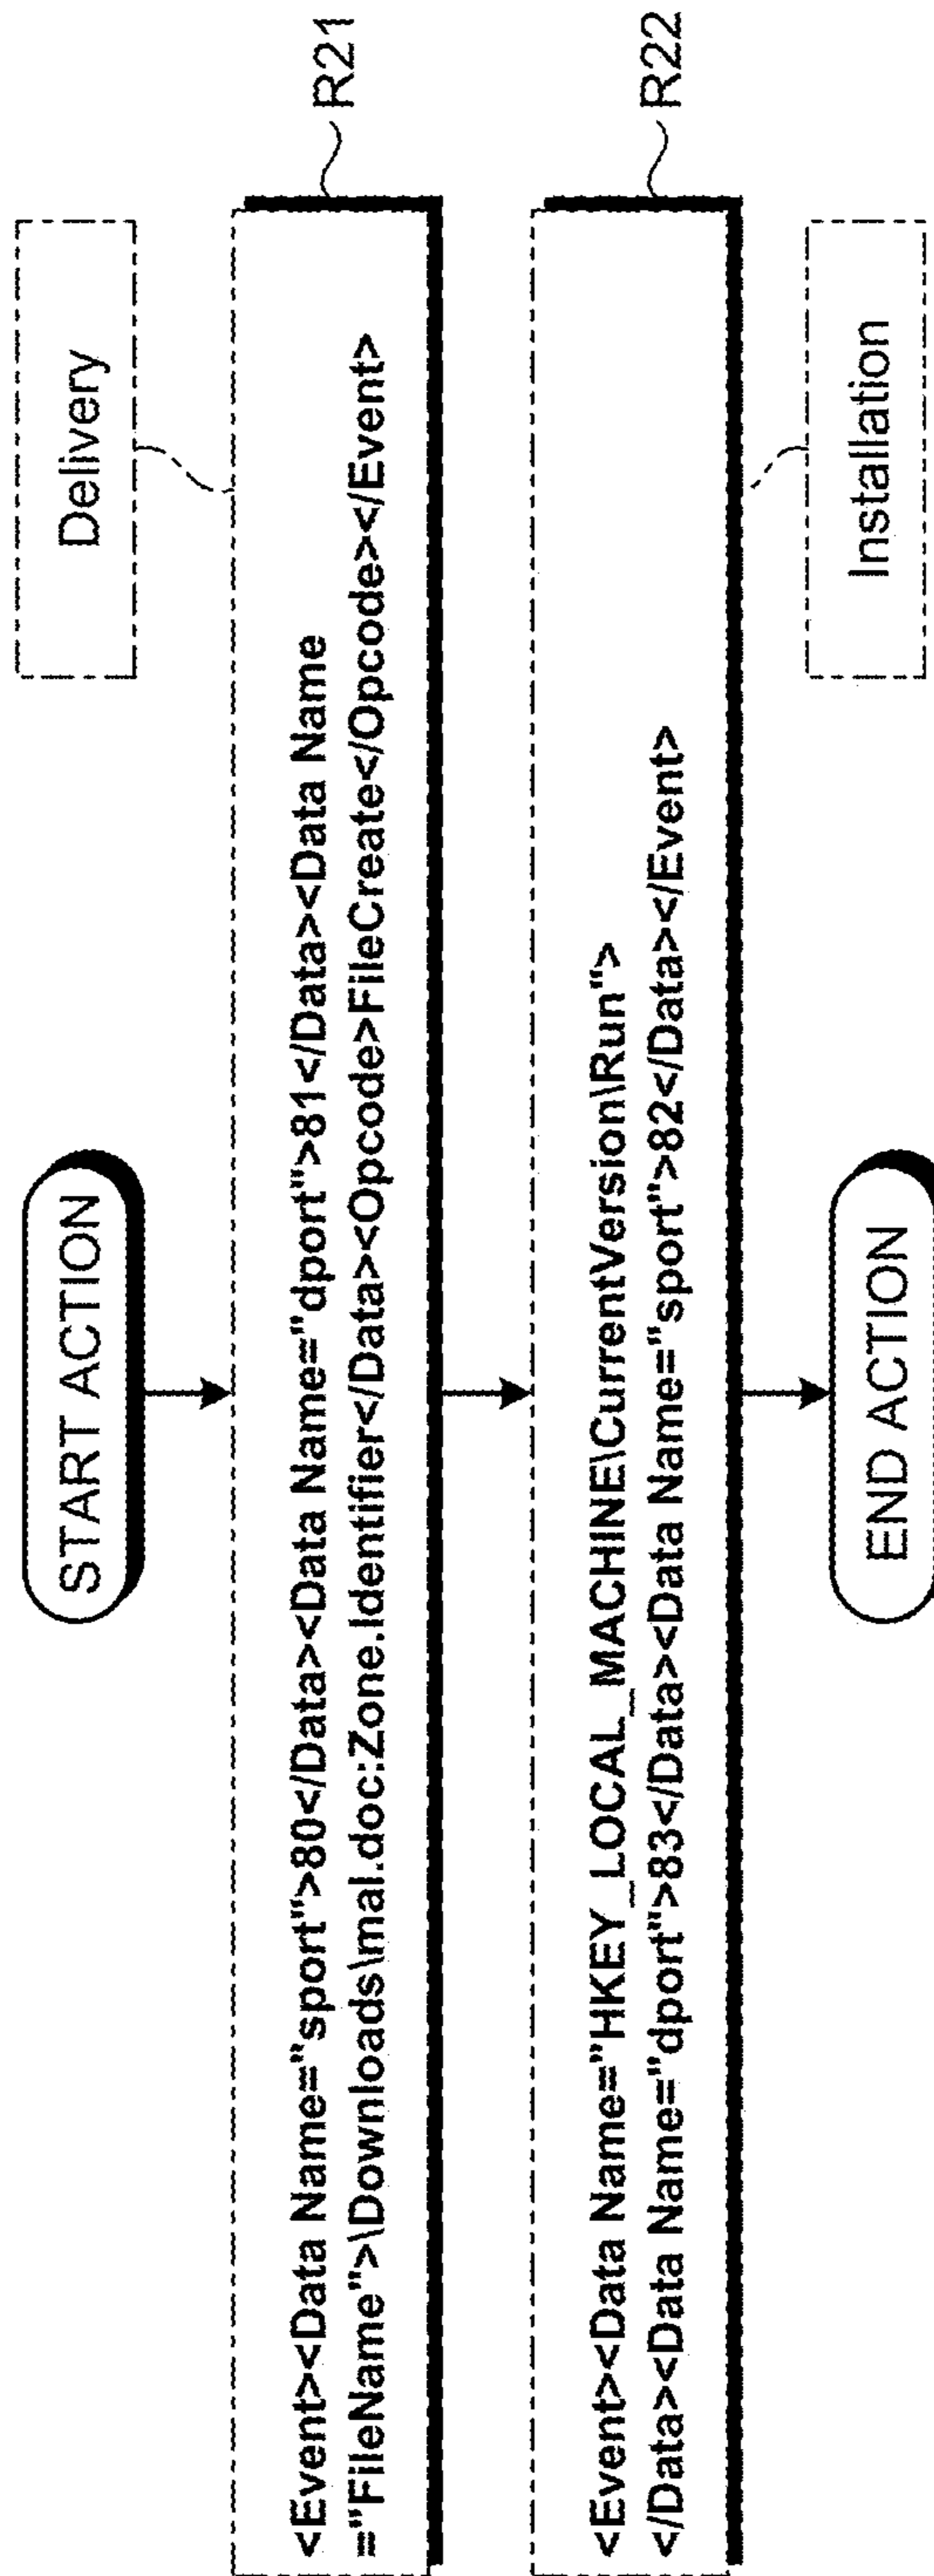 START ACTION
Delivery
R21
<Event><Data Name="sport">80</Data><Data Name="dport">81</Data><Data Name
="FileName">\Downloads\mal.doc:Zone.Identifier</Data><Opcode>FileCreate</Opcode></Event>
R22
<Event><Data Name="HKEY_LOCAL_MACHINE\CurrentVersion\Run">
</Data><Data Name="dport">83</Data><Data Name="sport">82</Data></Event>
Installation
END ACTION